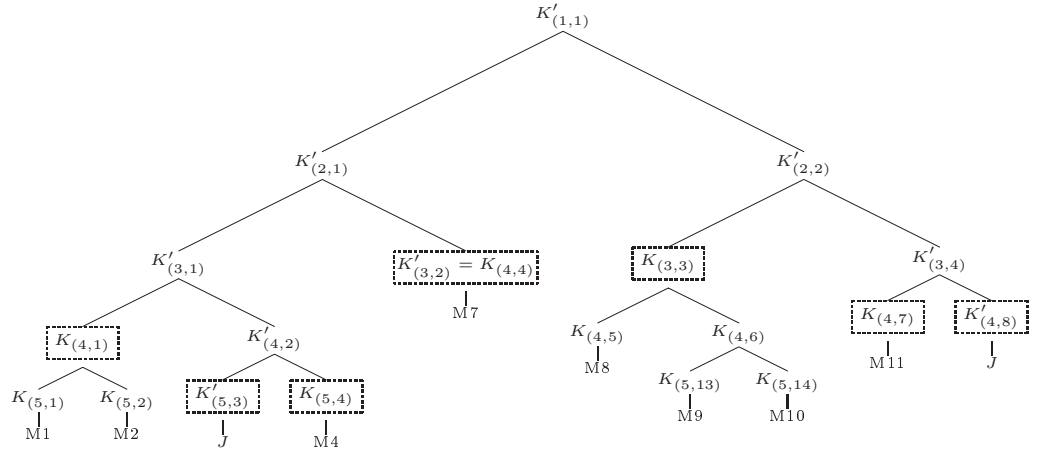 K′(1,1)
K′(2,1) K′(2,2)
K′(3,1) K′(3,2) = K(4,4) K(3,3) K′(3,4)
M7
K(4,1) K′(4,2) K(4,5) K(4,6) K(4,7) K′(4,8)
M8 M11 J
K(5,1) K(5,2) K′(5,3) K(5,4) K(5,13) K(5,14)
M1 M2 J M4 M9 M10